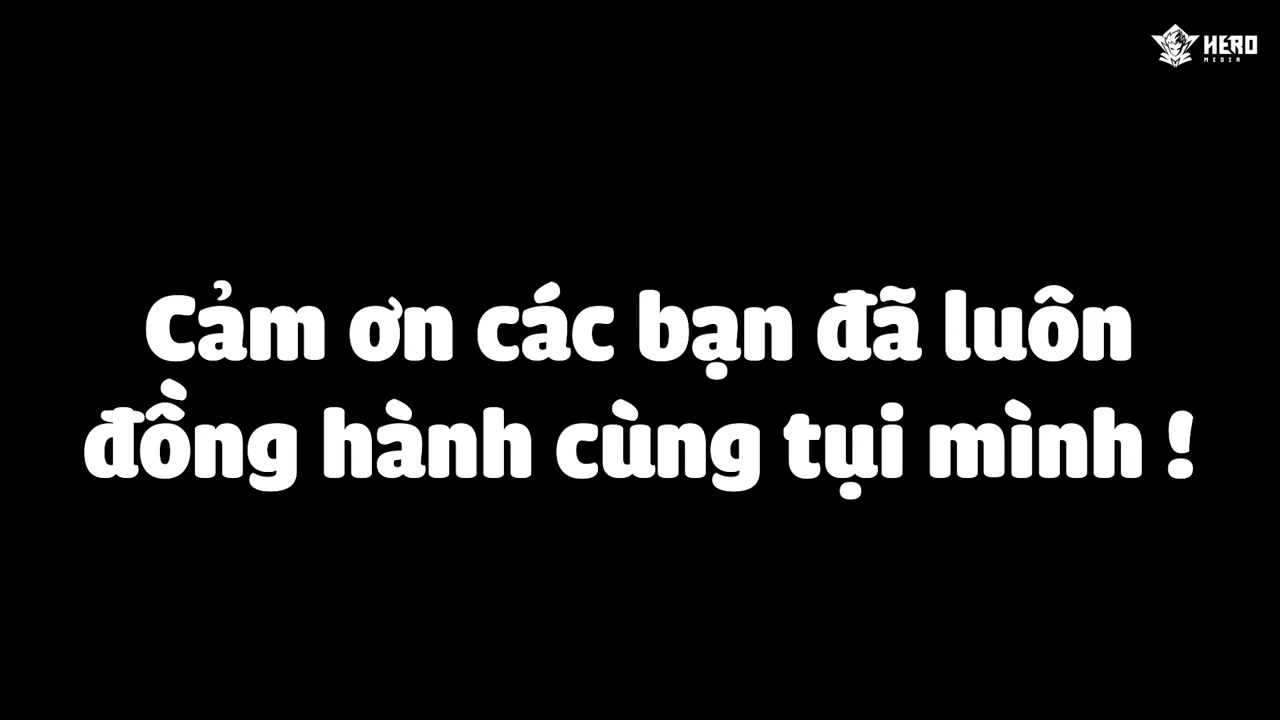 HERO
MEDIA
Cảm ơn các bạn đã luôn
đồng hành cùng tụi mình !